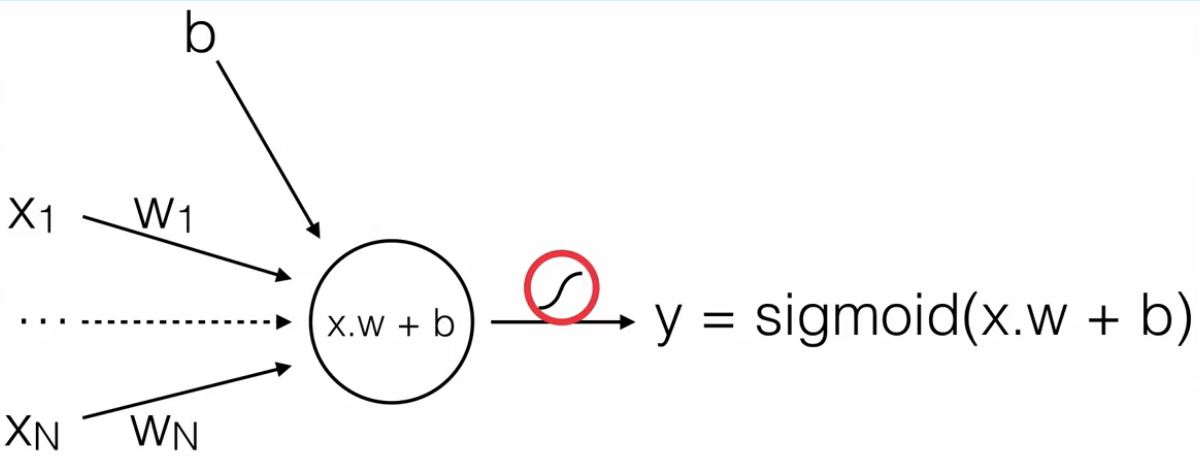 b
x1 w1
x.w + b
y = sigmoid(x.w + b)
...
xN wN